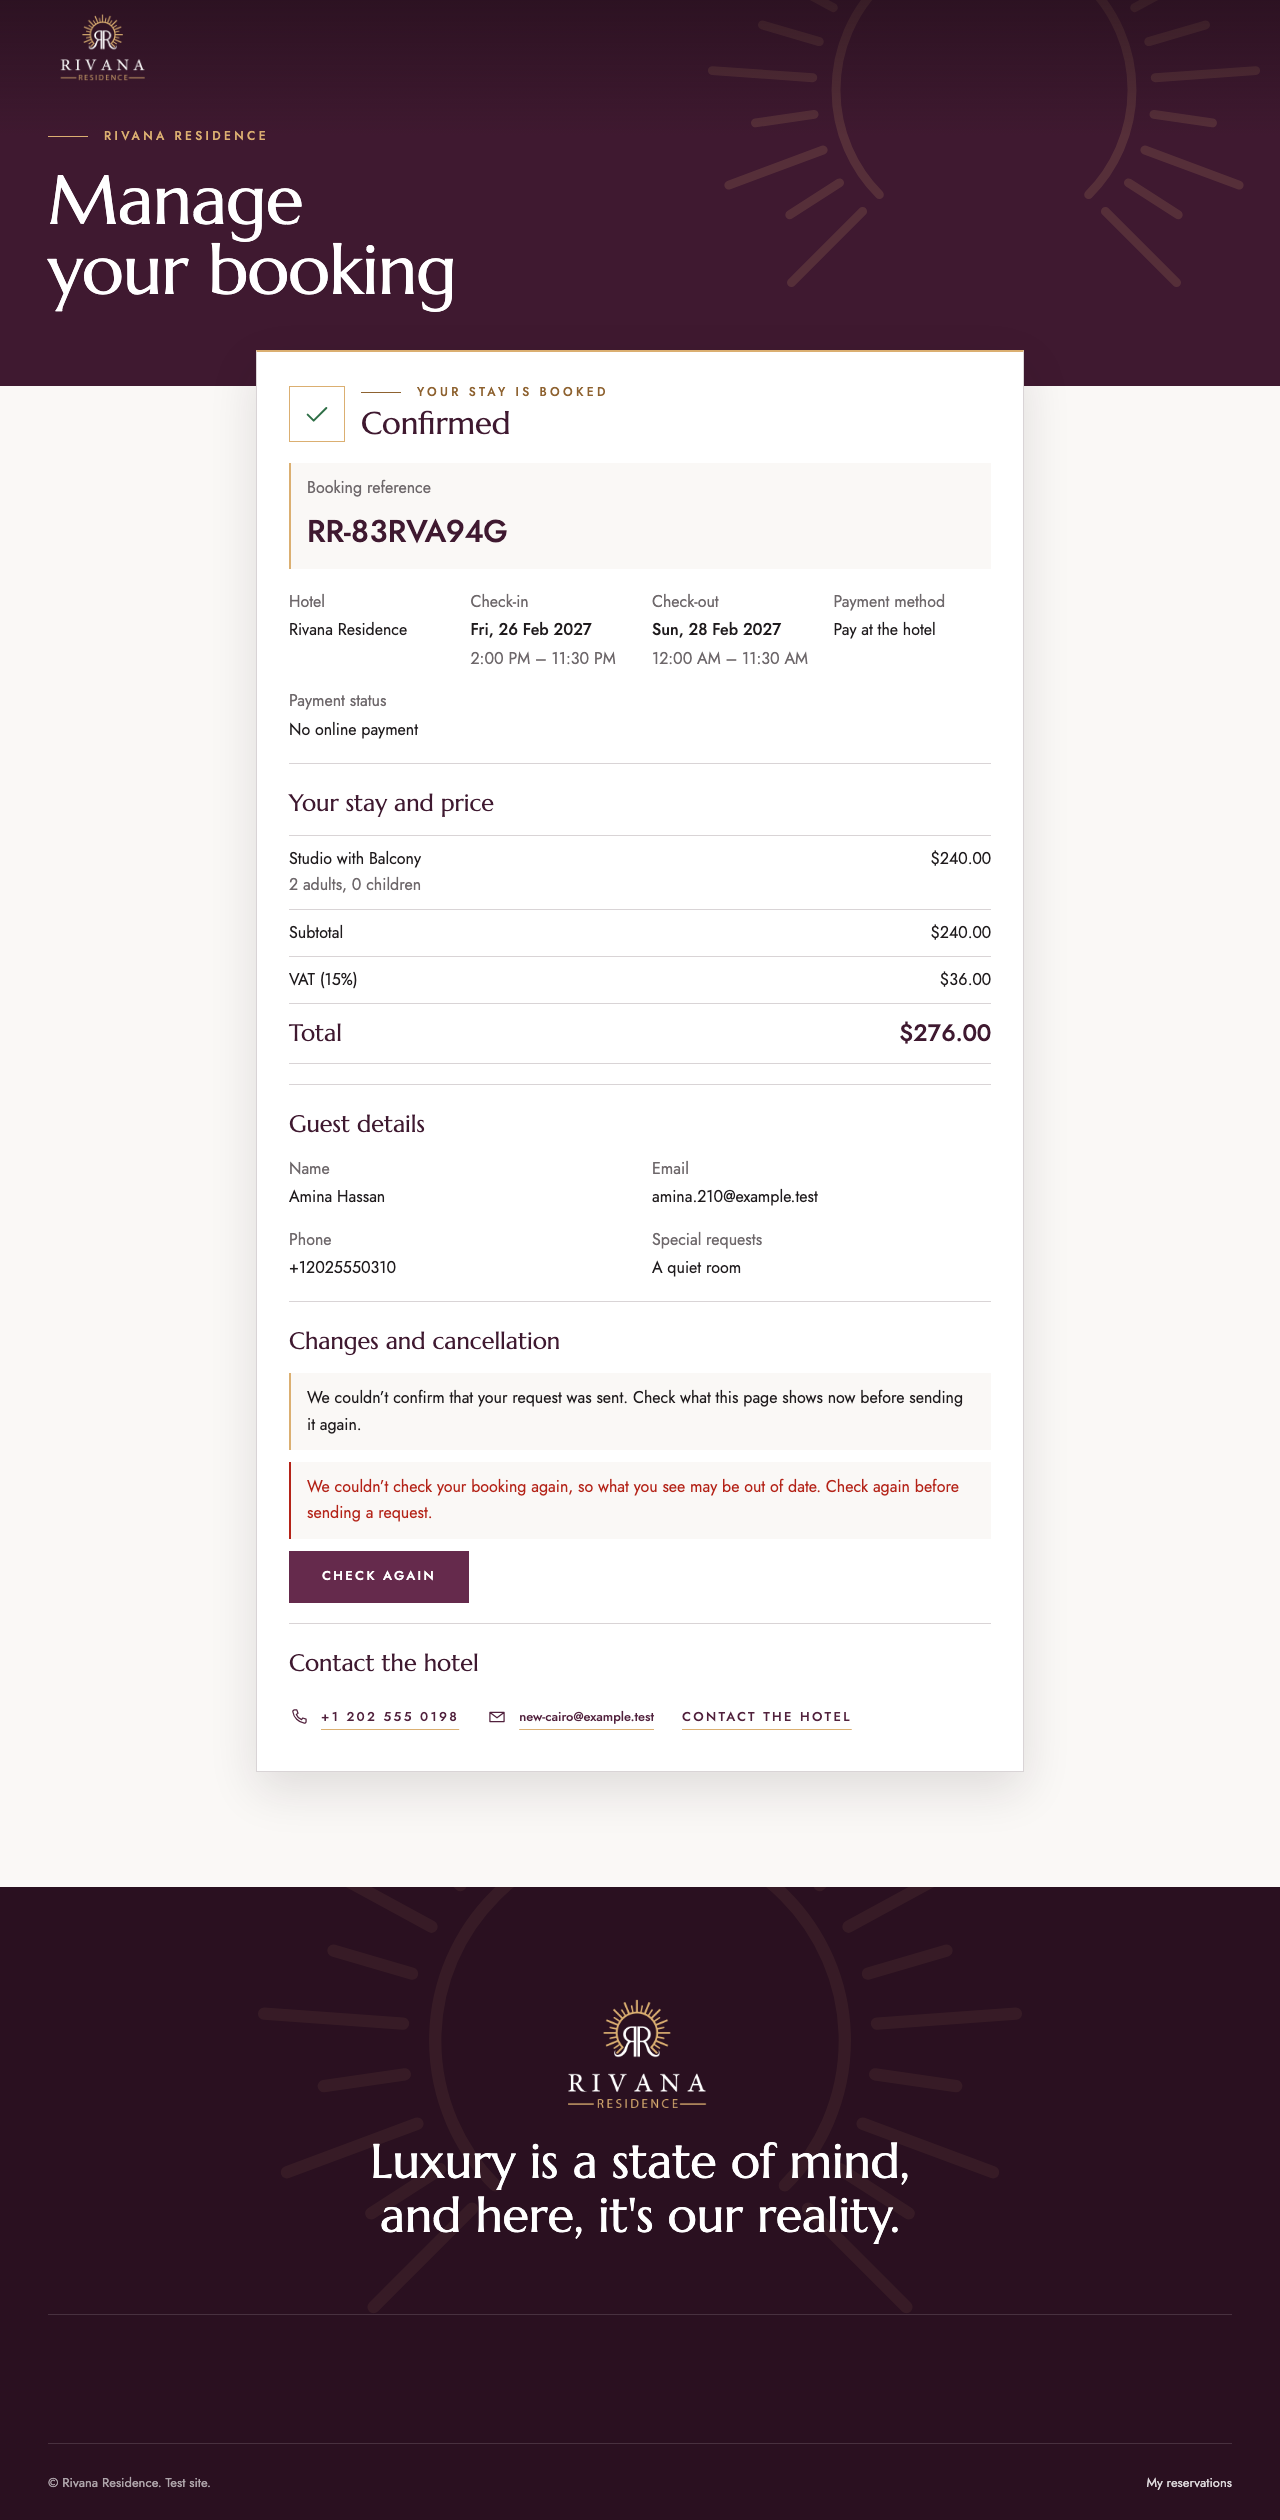 RR
RIVANA
RESIDENCE
RIVANA RESIDENCE
Manage
your booking
YOUR STAY IS BOOKED
Confirmed
Booking reference
RR-83RVA94G
Hotel
Rivana Residence
Check-in
Fri, 26 Feb 2027
2:00 PM – 11:30 PM
Check-out
Sun, 28 Feb 2027
12:00 AM – 11:30 AM
Payment method
Pay at the hotel
Payment status
No online payment
Your stay and price
Studio with Balcony $240.00
2 adults, 0 children
Subtotal $240.00
VAT (15%) $36.00
Total $276.00
Guest details
Name
Amina Hassan
Email
amina.210@example.test
Phone
+12025550310
Special requests
A quiet room
Changes and cancellation
We couldn’t confirm that your request was sent. Check what this page shows now before sending
it again.
We couldn’t check your booking again, so what you see may be out of date. Check again before
sending a request.
CHECK AGAIN
Contact the hotel
+1 202 555 0198 new-cairo@example.test CONTACT THE HOTEL
RR
RIVANA
RESIDENCE
Luxury is a state of mind,
and here, it's our reality.
© Rivana Residence. Test site. My reservations